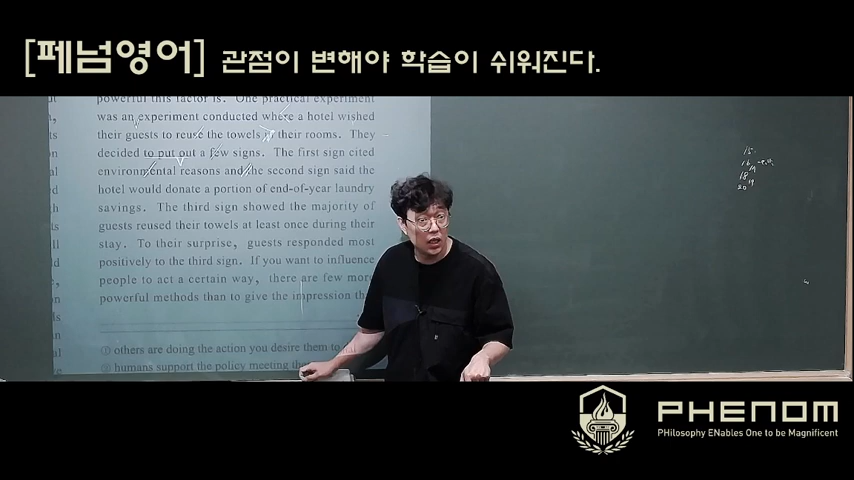 [페넘영어] 관점이 변해야 학습이 쉬워진다.
powerful this factor is. One practical experiment
was an experiment conducted where a hotel wished
their guests to reuse the towels in their rooms. They
decided to put out a few signs. The first sign cited
environmental reasons and the second sign said the
hotel would donate a portion of end-of-year laundry
savings. The third sign showed the majority of
guests reused their towels at least once during their
stay. To their surprise, guests responded most
positively to the third sign. If you want to influence
people to act a certain way, there are few more
powerful methods than to give the impression
① others are doing the action you desire them to
② humans support the policy meeting
15
16
18 19
20
PHENOM
PHilosophy ENables One to be Magnificent